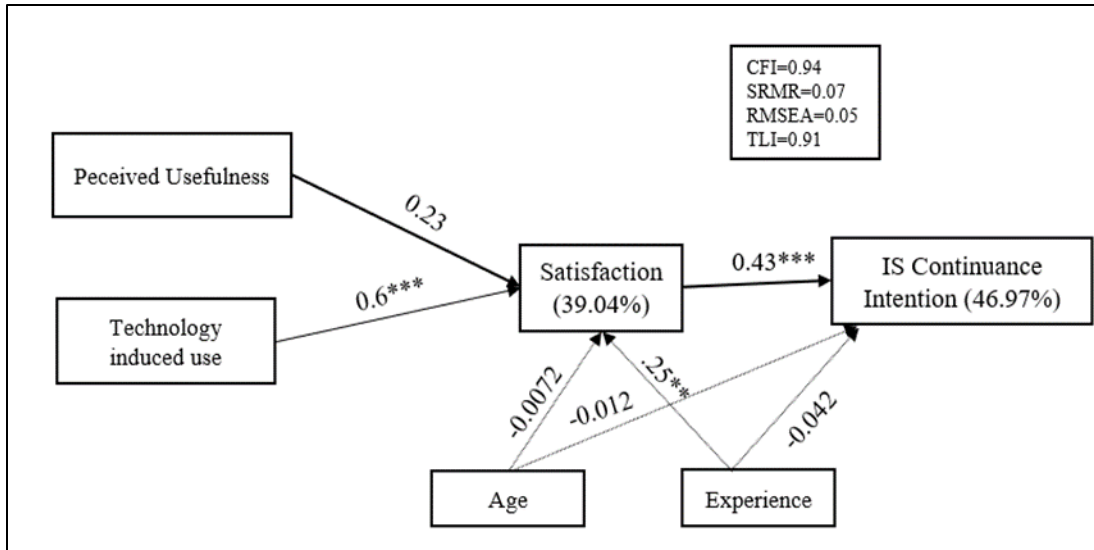 CFI=0.94
SRMR=0.07
RMSEA=0.05
TLI=0.91
Peceived Usefulness
0.23
0.6***
Technology
induced use
Satisfaction
(39.04%)
0.43***
IS Continuance
Intention (46.97%)
-0.0072
-0.012
.25**
-0.042
Age
Experience